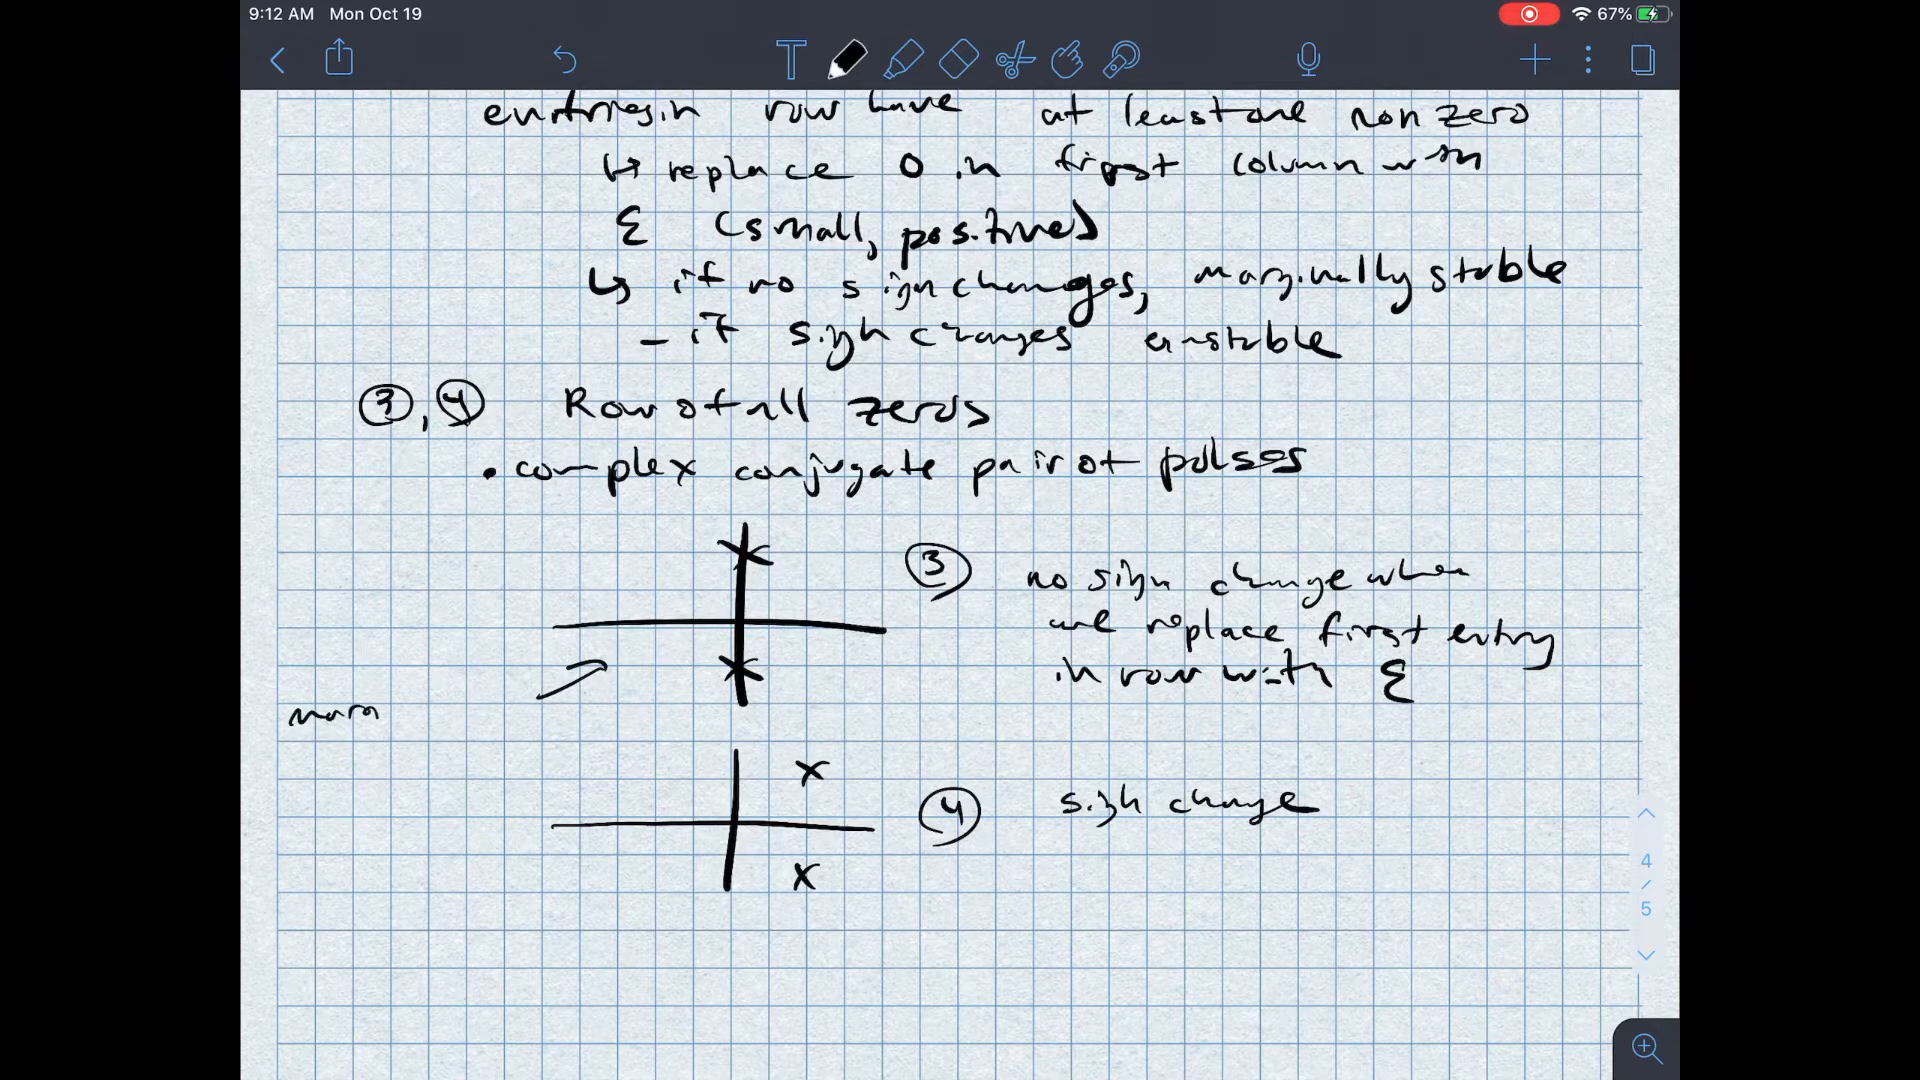 9:12 AM Mon Oct 19
67%
entries in row have at least one non zero
↳ replace 0 in first column with
ε (small, positive)
↳ if no sign changes, marginally stable
- if sign changes unstable
③, ④ Row of all zeros
• complex conjugate pair of polses
③ no sign change when
we replace first entry
in row with ε
marg
④ sign change
4
/
5